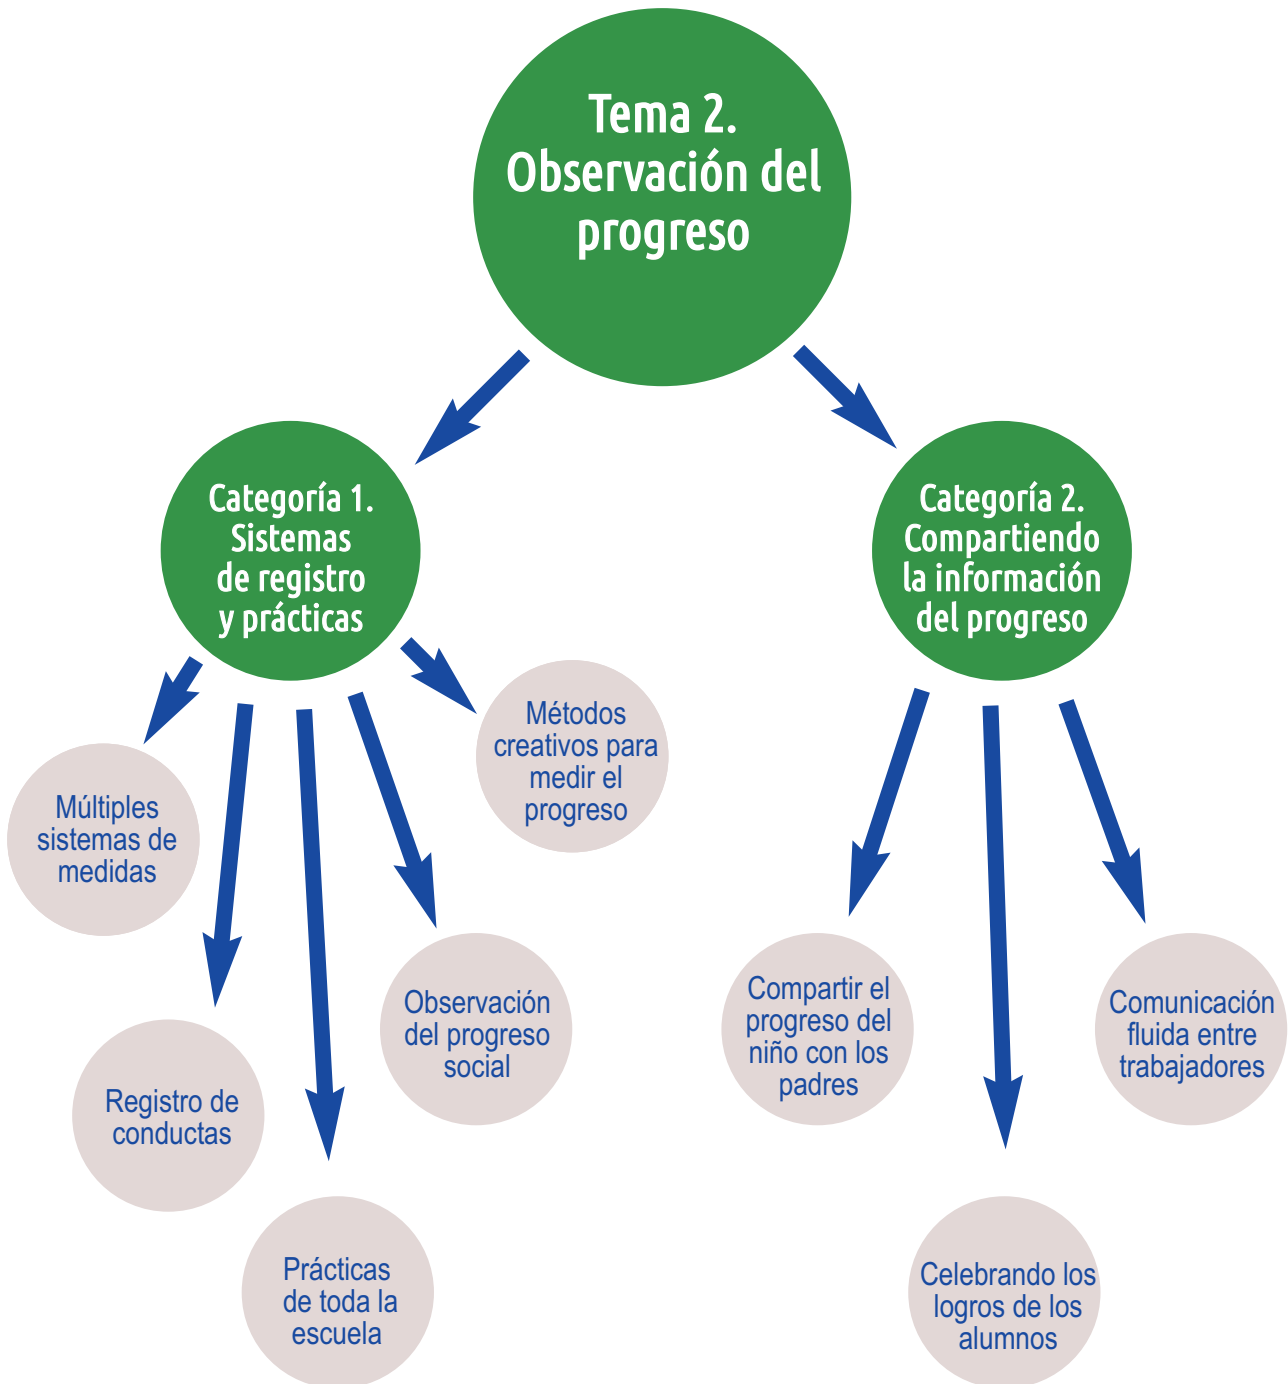 Tema 2.
Observación del
progreso
Categoría 1.
Sistemas
de registro
y prácticas
Categoría 2.
Compartiendo
la información
del progreso
Múltiples
sistemas de
medidas
Registro de
conductas
Prácticas
de toda la
escuela
Observación
del progreso
social
Métodos
creativos para
medir el
progreso
Compartir el
progreso del
niño con los
padres
Celebrando los
logros de los
alumnos
Comunicación
fluida entre
trabajadores